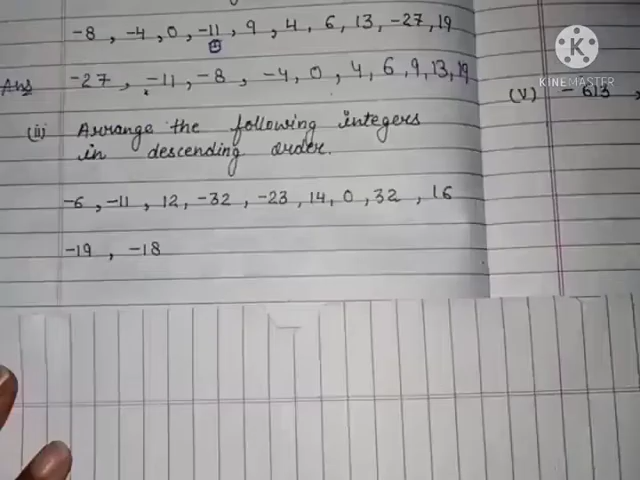 -8 , -4 , 0 , -11 , 9 , 4 , 6 , 13 , -27 , 19
Ans -27 , -11 , -8 , -4 , 0 , 4 , 6 , 9 , 13 , 19
(v) - 613 ,
(ii) Arrange the following integers
in descending order.
-6 , -11 , 12 , -32 , -23 , 14 , 0 , 32 , 16
-19 , -18
K
KINEMASTER